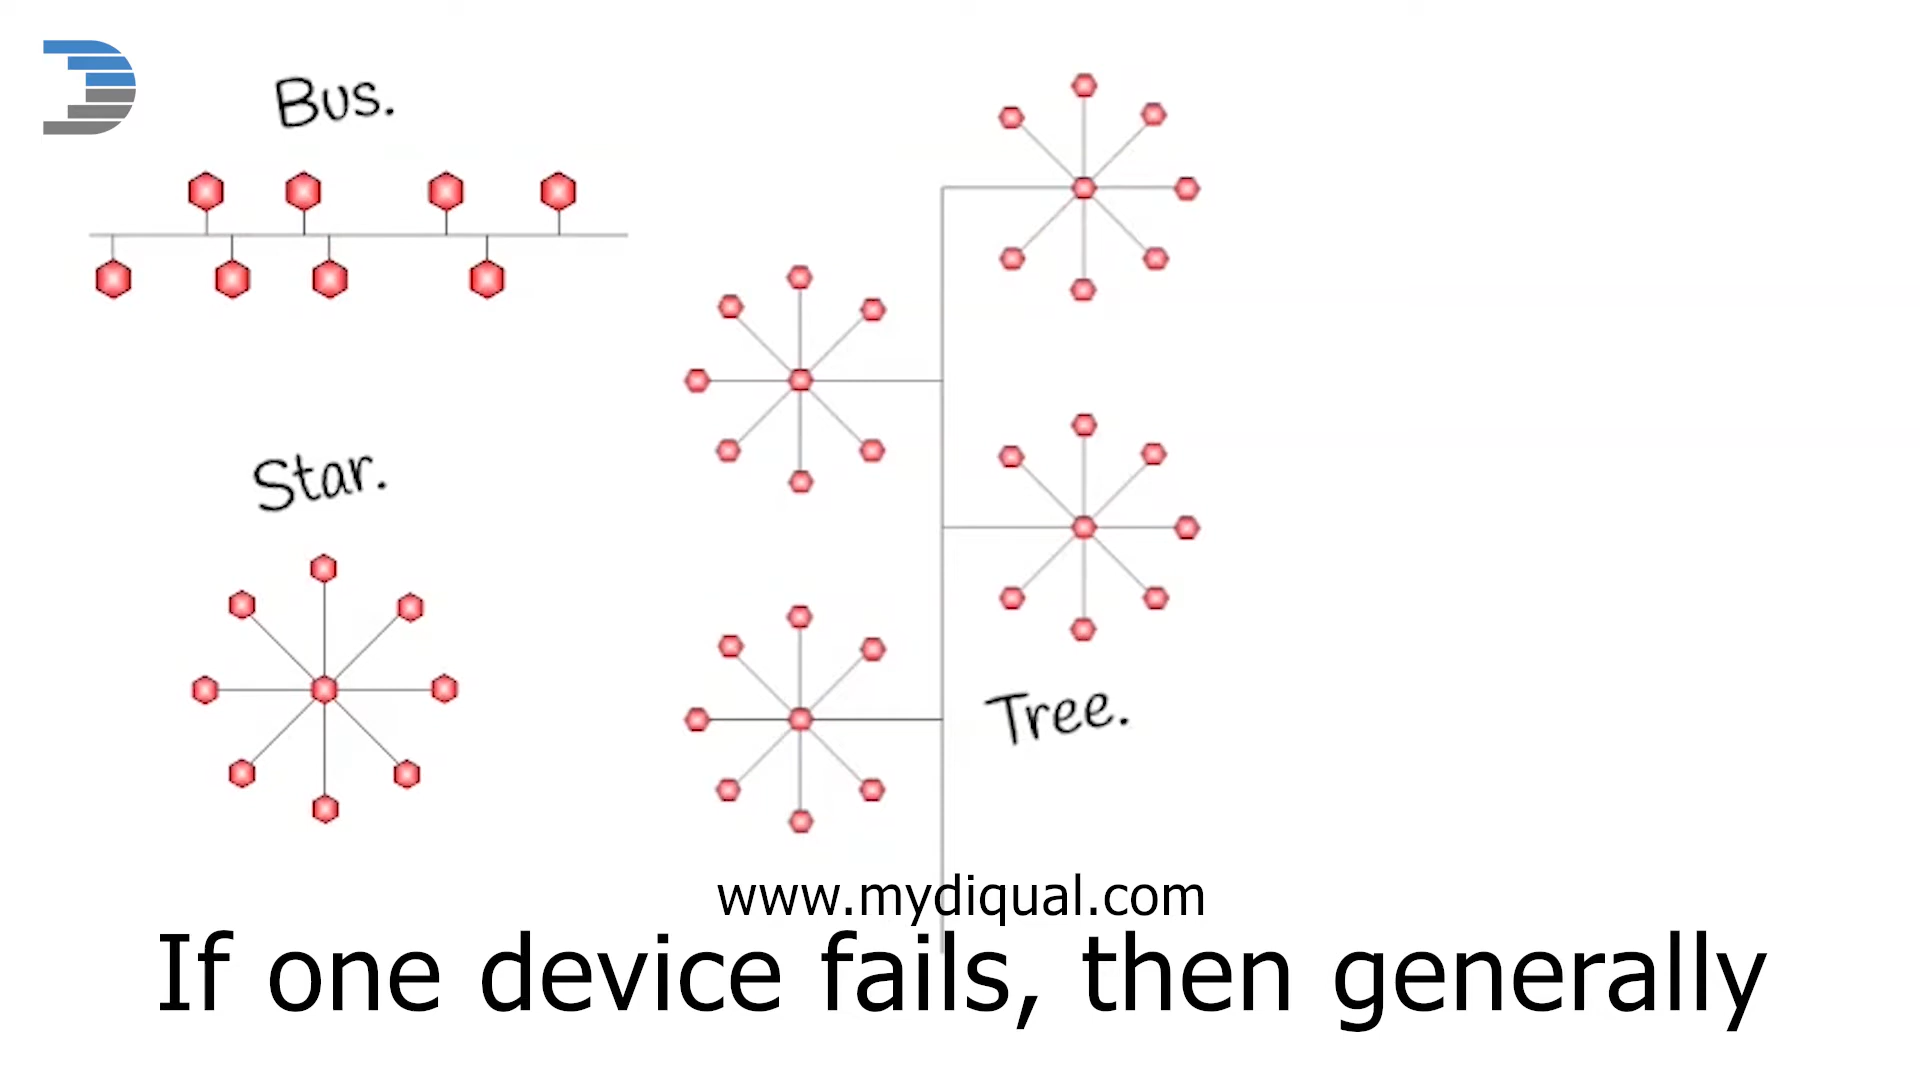 Bus.
Star.
Tree.
www.mydiqual.com
If one device fails, then generally